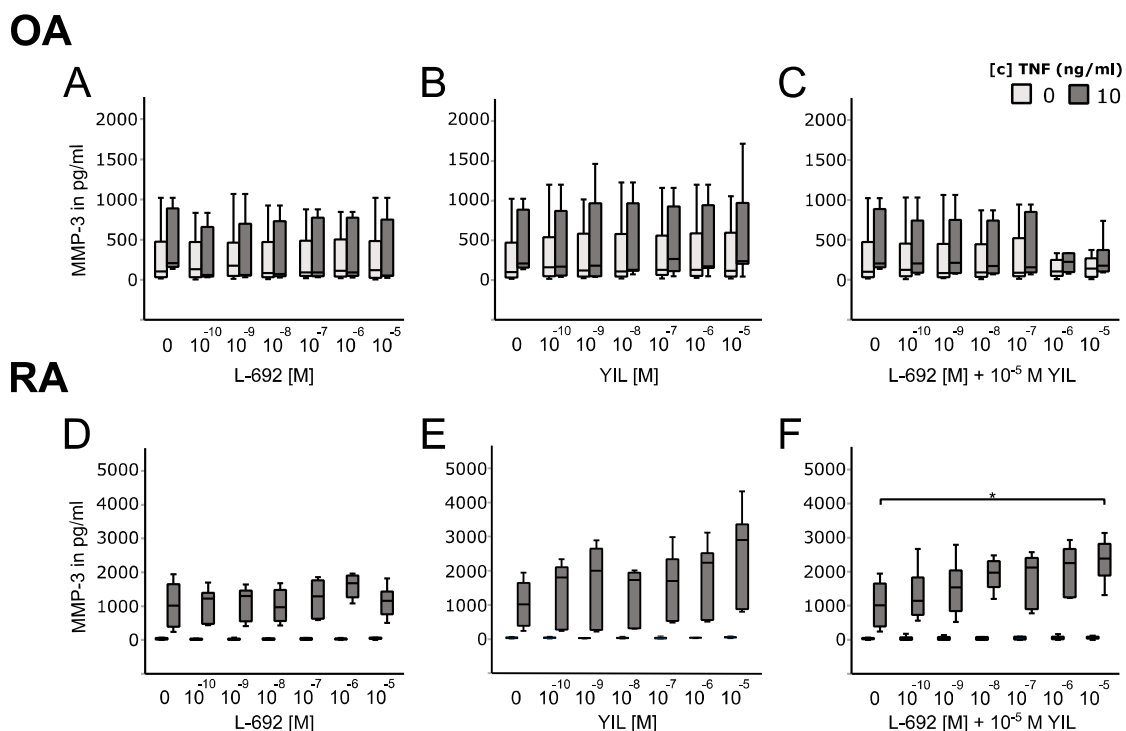 OA
A
B
C
[c] TNF (ng/ml)
0 10
MMP-3 in pg/ml
2000
1500
1000
500
0
0 10⁻¹⁰ 10⁻⁹ 10⁻⁸ 10⁻⁷ 10⁻⁶ 10⁻⁵
L-692 [M]
2000
1500
1000
500
0
0 10⁻¹⁰ 10⁻⁹ 10⁻⁸ 10⁻⁷ 10⁻⁶ 10⁻⁵
YIL [M]
2000
1500
1000
500
0
0 10⁻¹⁰ 10⁻⁹ 10⁻⁸ 10⁻⁷ 10⁻⁶ 10⁻⁵
L-692 [M] + 10⁻⁵ M YIL
RA
D
E
F
MMP-3 in pg/ml
5000
4000
3000
2000
1000
0
0 10⁻¹⁰ 10⁻⁹ 10⁻⁸ 10⁻⁷ 10⁻⁶ 10⁻⁵
L-692 [M]
5000
4000
3000
2000
1000
0
0 10⁻¹⁰ 10⁻⁹ 10⁻⁸ 10⁻⁷ 10⁻⁶ 10⁻⁵
YIL [M]
5000
4000
3000
2000
1000
0
*
0 10⁻¹⁰ 10⁻⁹ 10⁻⁸ 10⁻⁷ 10⁻⁶ 10⁻⁵
L-692 [M] + 10⁻⁵ M YIL